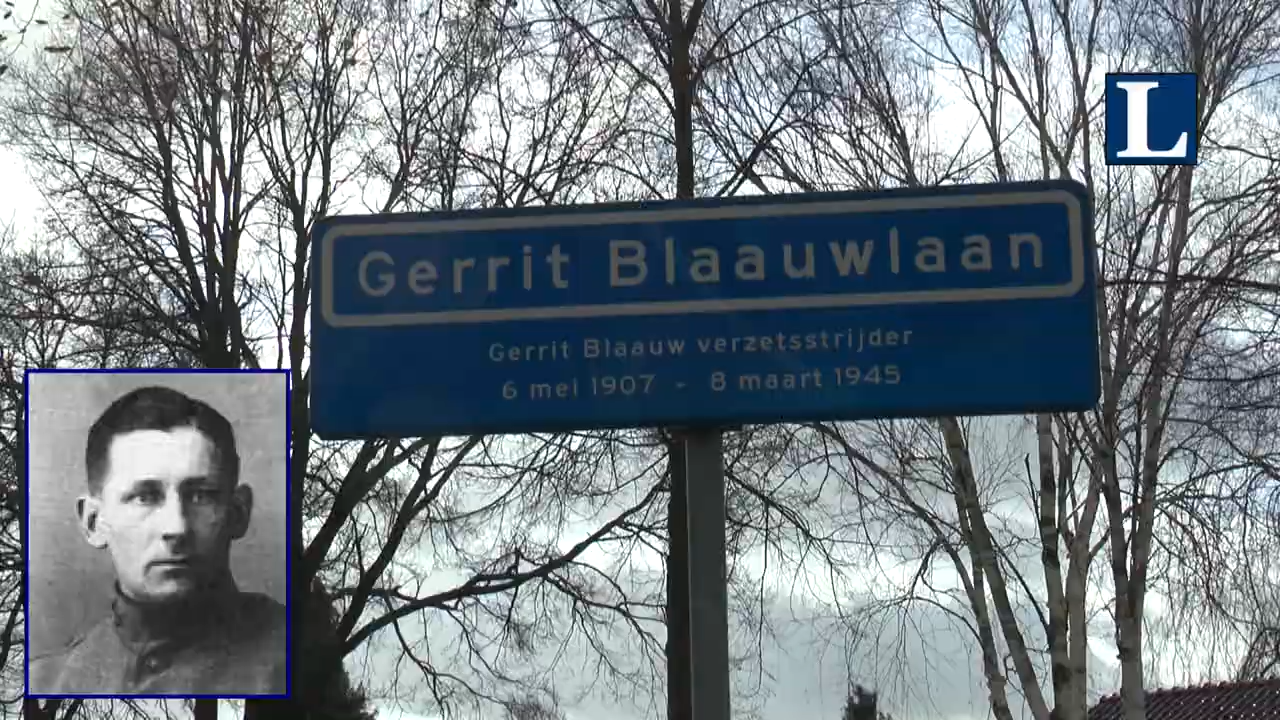 L
Gerrit Blaauwlaan
Gerrit Blaauw verzetsstrijder
6 mei 1907 - 8 maart 1945